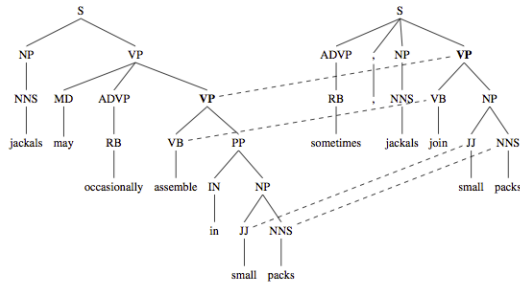 S S
NP VP ADVP , NP VP
NNS MD ADVP VP RB , NNS VB NP
jackals may RB VB PP sometimes jackals join JJ NNS
occasionally assemble IN NP small packs
in JJ NNS
small packs